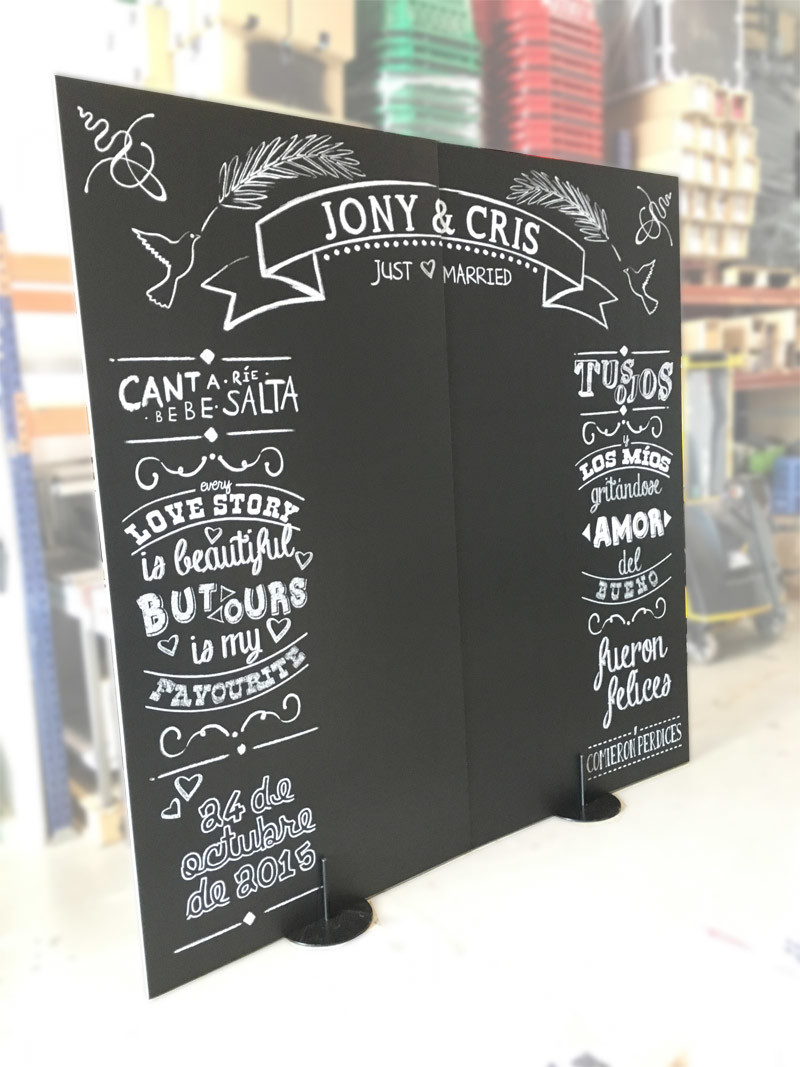 JONY & CRIS
JUST MARRIED
CANTA·RÍE·
·BEBE·SALTA
every
LOVE STORY
is beautiful,
BUT OURS
is my
FAVOURITE
24 de
octubre
de 2015
TUS OJOS
y
LOS MÍOS
gritándose
AMOR
del
BUENO
fueron
felices
y
COMIERON PERDICES